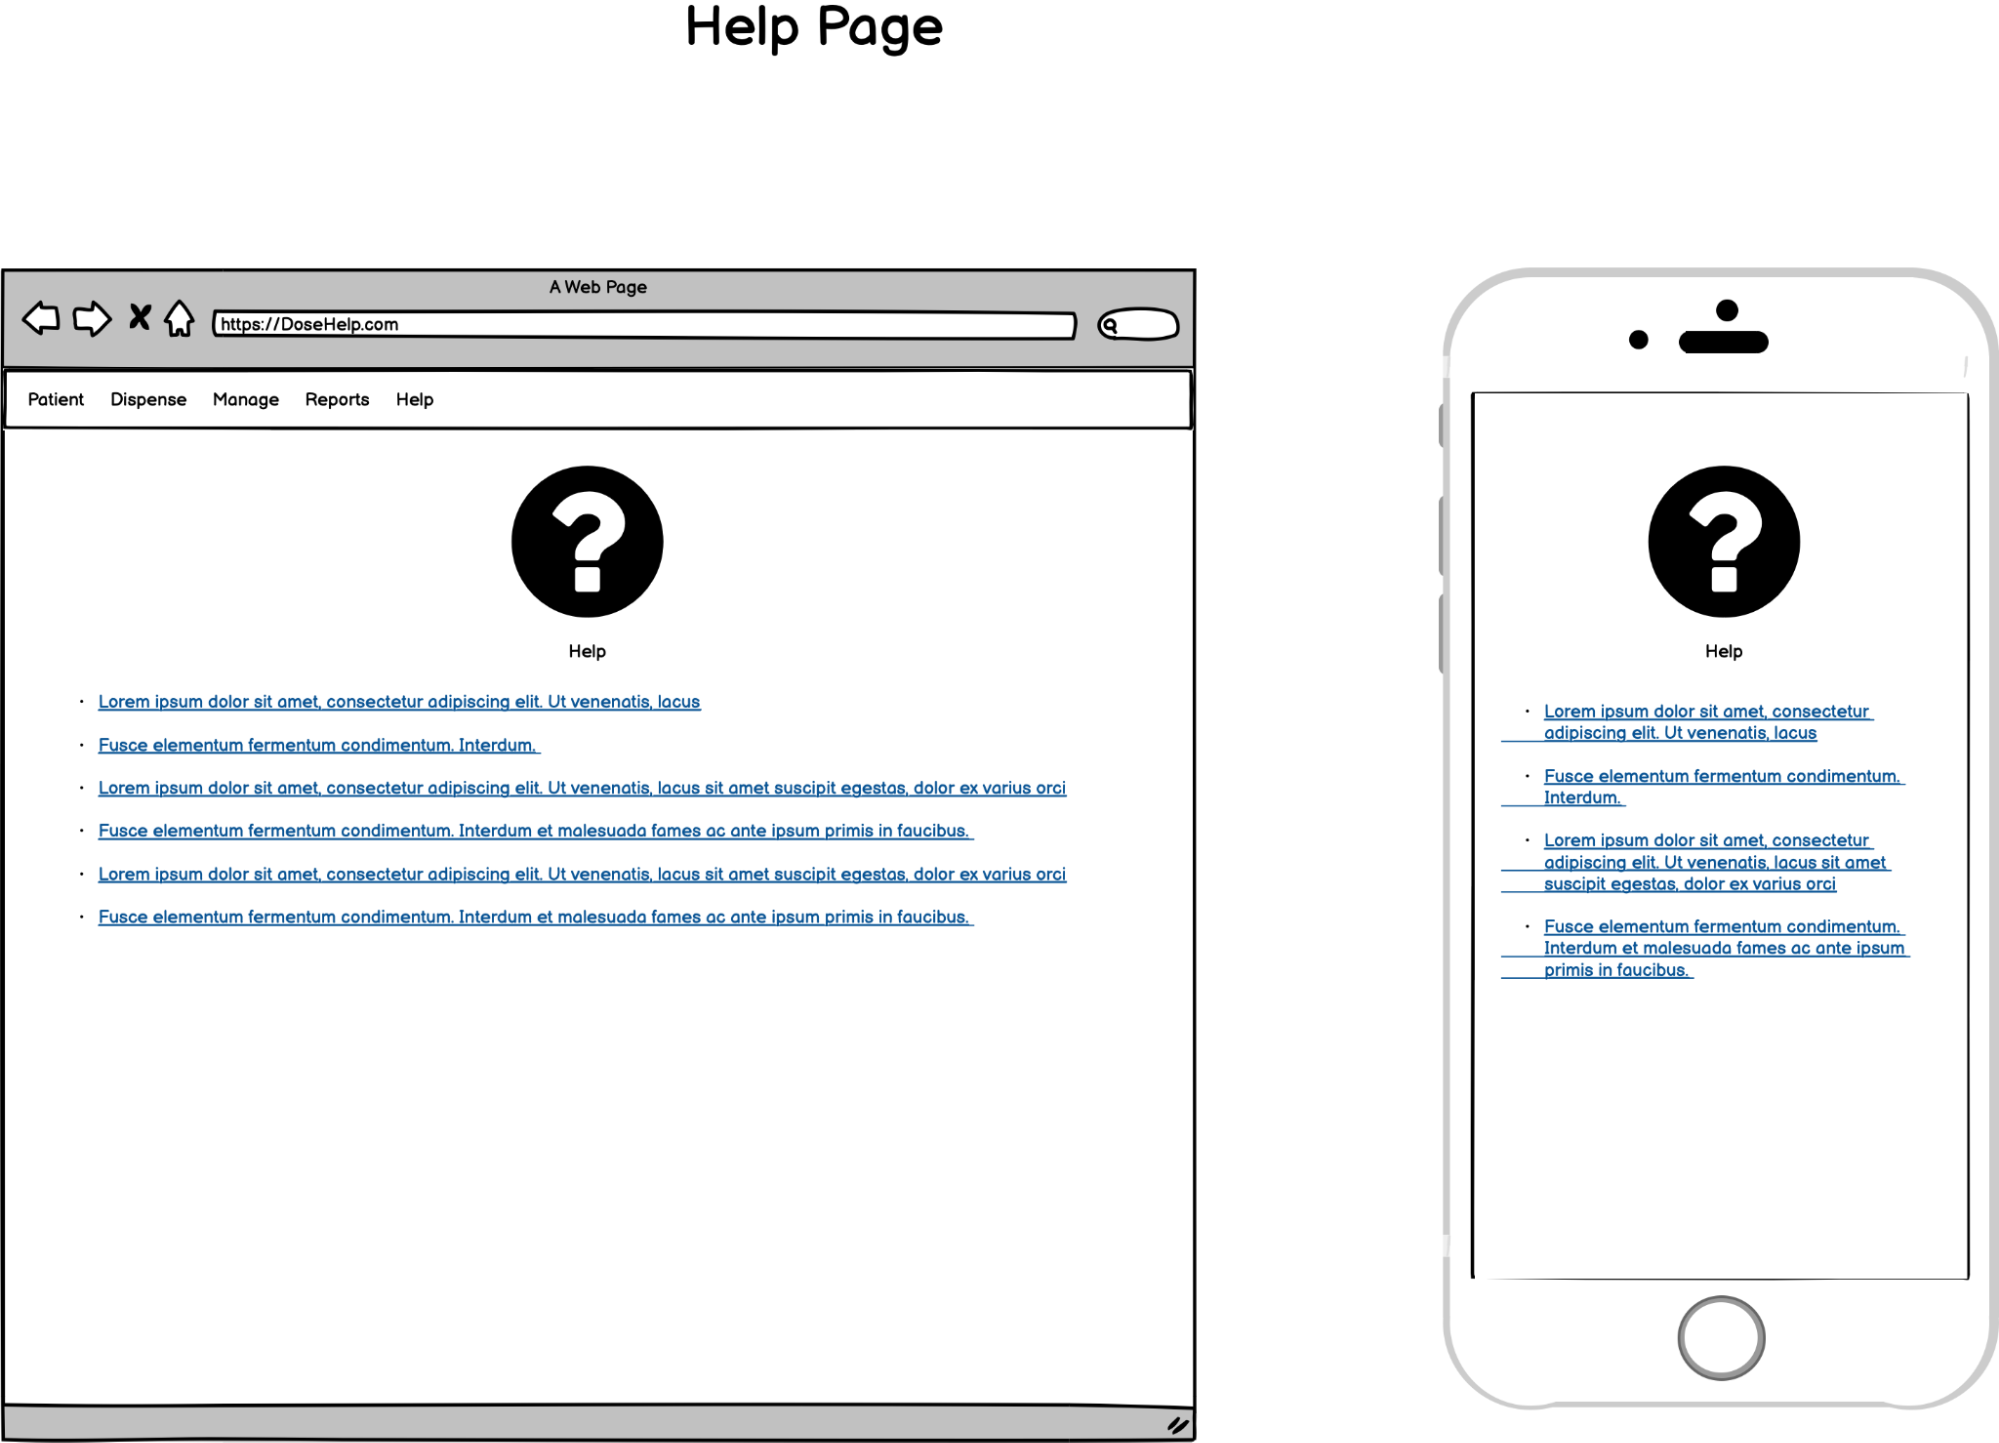 Help Page
A Web Page
https://DoseHelp.com
Patient Dispense Manage Reports Help
Help
· Lorem ipsum dolor sit amet, consectetur adipiscing elit. Ut venenatis, lacus
· Fusce elementum fermentum condimentum. Interdum.
· Lorem ipsum dolor sit amet, consectetur adipiscing elit. Ut venenatis, lacus sit amet suscipit egestas, dolor ex varius orci
· Fusce elementum fermentum condimentum. Interdum et malesuada fames ac ante ipsum primis in faucibus.
· Lorem ipsum dolor sit amet, consectetur adipiscing elit. Ut venenatis, lacus sit amet suscipit egestas, dolor ex varius orci
· Fusce elementum fermentum condimentum. Interdum et malesuada fames ac ante ipsum primis in faucibus.
Help
· Lorem ipsum dolor sit amet, consectetur
adipiscing elit. Ut venenatis, lacus
· Fusce elementum fermentum condimentum.
Interdum.
· Lorem ipsum dolor sit amet, consectetur
adipiscing elit. Ut venenatis, lacus sit amet
suscipit egestas, dolor ex varius orci
· Fusce elementum fermentum condimentum.
Interdum et malesuada fames ac ante ipsum
primis in faucibus.